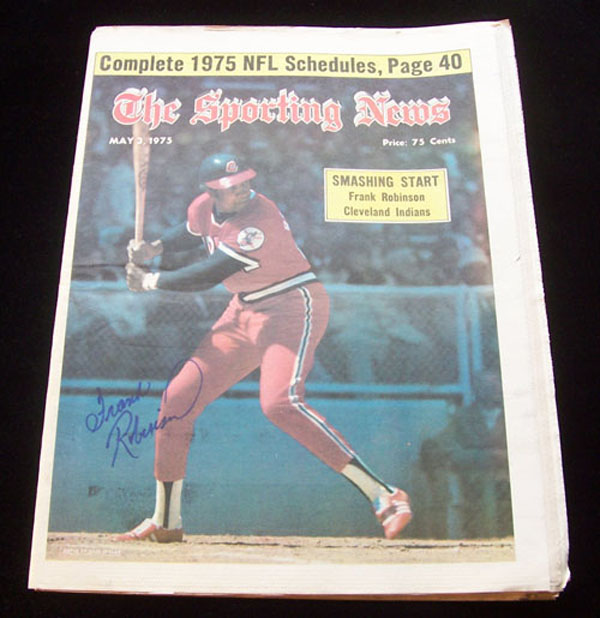 Complete 1975 NFL Schedules, Page 40
The Sporting News
MAY 3, 1975
Price: 75 Cents
SMASHING START
Frank Robinson
Cleveland Indians
Frank
Robinson